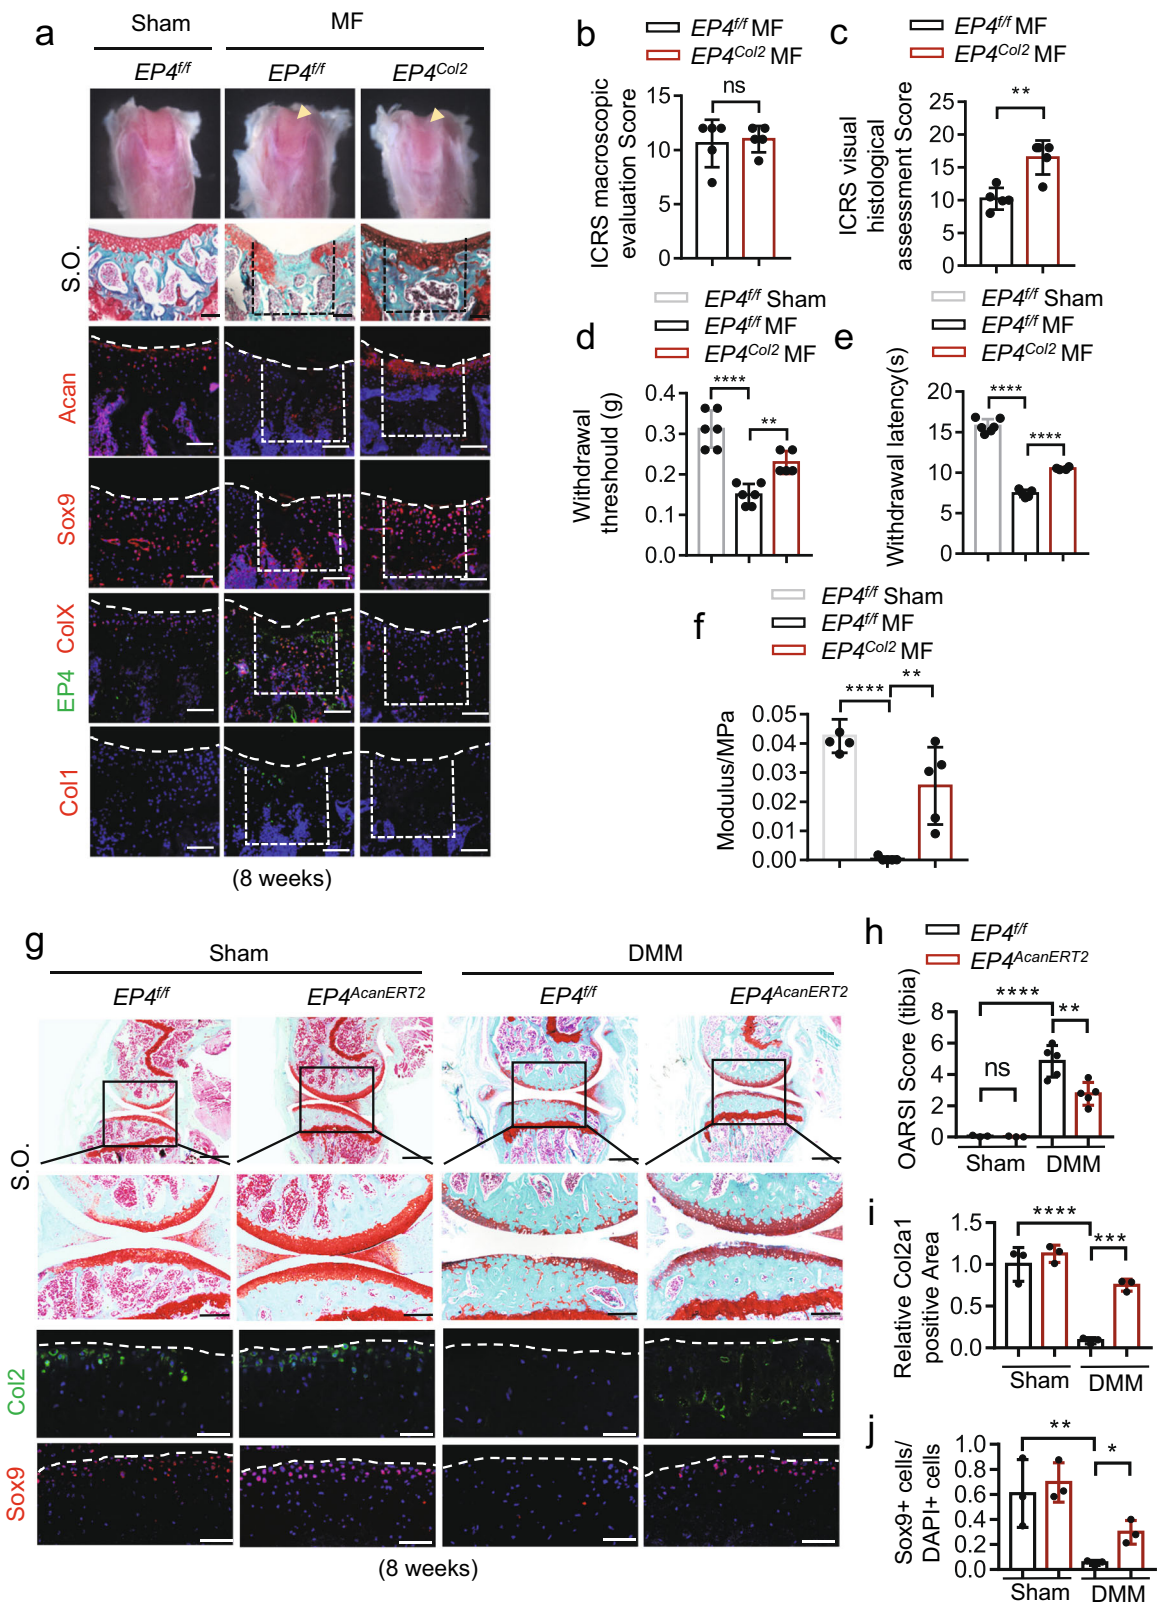 a
Sham
MF
EP4f/f
EP4f/f
EP4Col2
S.O.
Acan
Sox9
EP4 ColX
Col1
(8 weeks)
b
EP4f/f MF
EP4Col2 MF
ns
ICRS macroscopic
evaluation Score
15
10
5
0
c
EP4f/f MF
EP4Col2 MF
**
ICRS visual
histological
assessment Score
25
20
15
10
5
0
d
EP4f/f Sham
EP4f/f MF
EP4Col2 MF
****
**
Withdrawal
threshould (g)
0.4
0.3
0.2
0.1
0.0
e
EP4f/f Sham
EP4f/f MF
EP4Col2 MF
****
****
Withdrawal latency(s)
20
15
10
5
0
f
EP4f/f Sham
EP4f/f MF
EP4Col2 MF
****
**
Modulus/MPa
0.05
0.04
0.03
0.02
0.01
0.00
g
Sham
DMM
EP4f/f
EP4AcanERT2
EP4f/f
EP4AcanERT2
S.O.
Col2
Sox9
(8 weeks)
h
EP4f/f
EP4AcanERT2
****
**
ns
OARSI Score (tibia)
8
6
4
2
0
Sham
DMM
i
****
***
Relative Col2a1
positive Area
1.5
1.0
0.5
0.0
Sham
DMM
j
**
*
Sox9+ cells/
DAPI+ cells
1.0
0.8
0.6
0.4
0.2
0.0
Sham
DMM